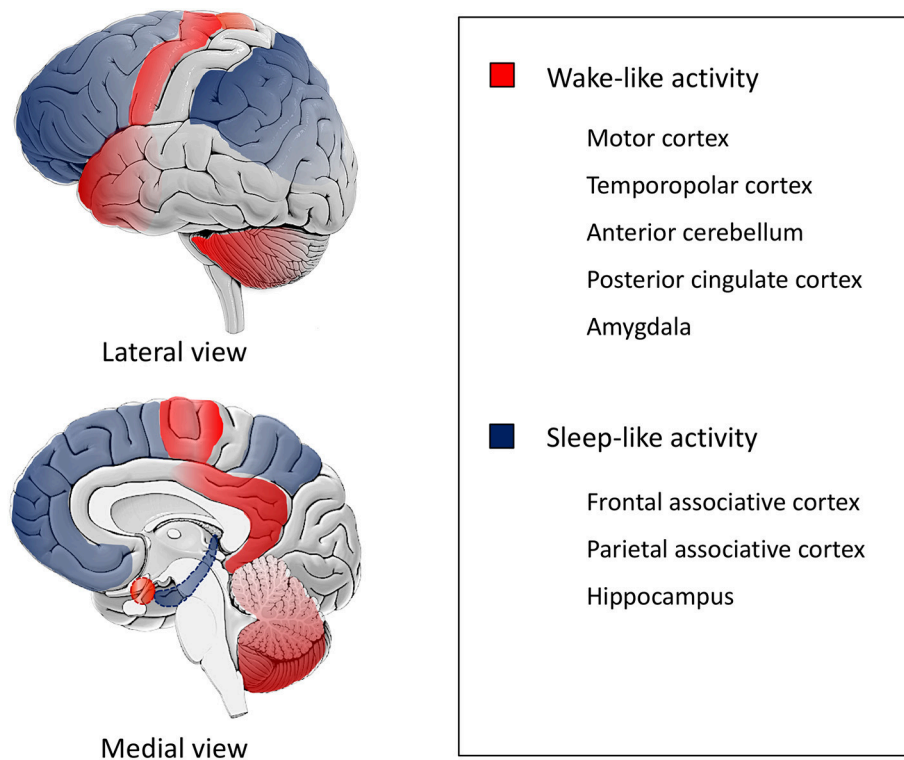 Lateral view
Medial view
Wake-like activity
Motor cortex
Temporopolar cortex
Anterior cerebellum
Posterior cingulate cortex
Amygdala
Sleep-like activity
Frontal associative cortex
Parietal associative cortex
Hippocampus